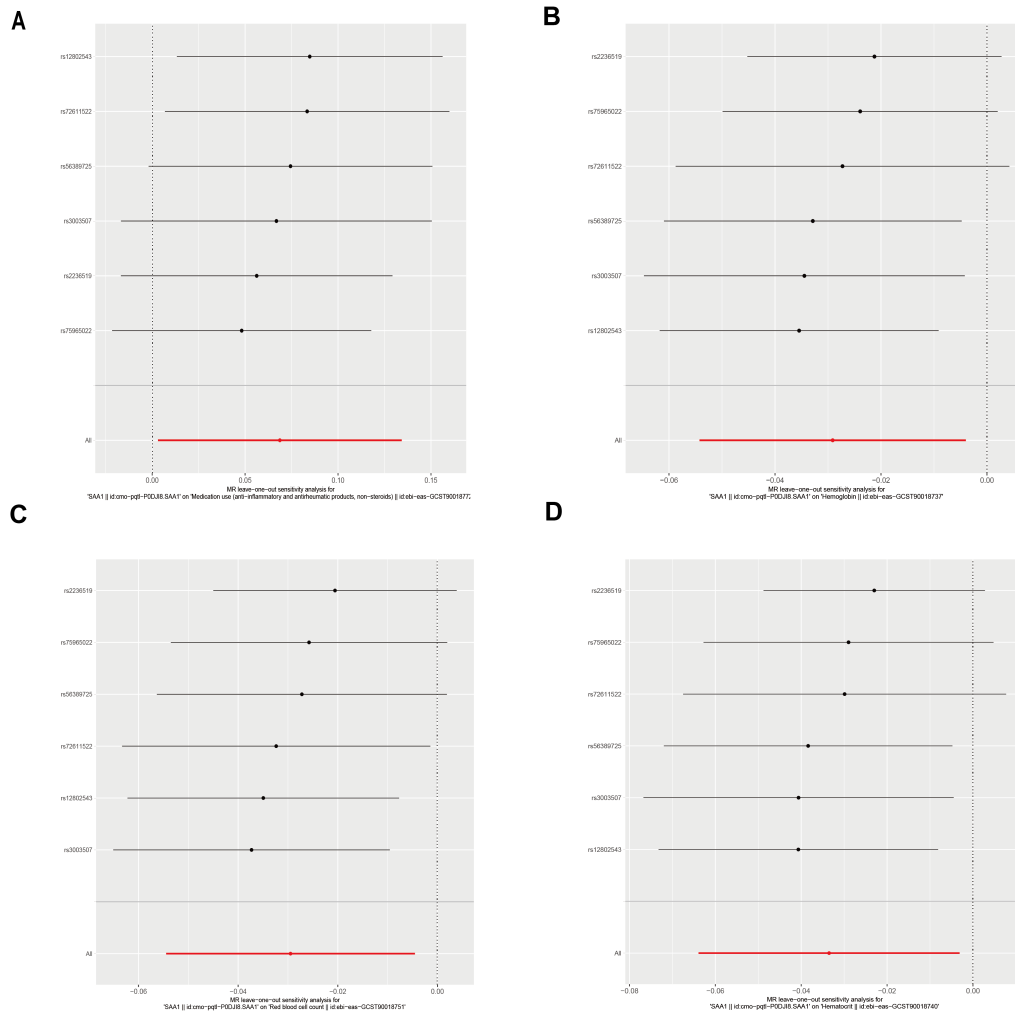 A
rs12802543
rs72611522
rs56389725
rs3003507
rs2236519
rs75965022
All
0.00 0.05 0.10 0.15
MR leave−one−out sensitivity analysis for
'SAA1 || id:cmo−pqtl−P0DJI8.SAA1' on 'Medication use (anti−inflammatory and antirheumatic products, non−steroids) || id:ebi−eas−GCST9001877
B
rs2236519
rs75965022
rs72611522
rs56389725
rs3003507
rs12802543
All
−0.06 −0.04 −0.02 0.00
MR leave−one−out sensitivity analysis for
'SAA1 || id:cmo−pqtl−P0DJI8.SAA1' on 'Hemoglobin || id:ebi−eas−GCST90018737'
C
rs2236519
rs75965022
rs56389725
rs72611522
rs12802543
rs3003507
All
−0.06 −0.04 −0.02 0.00
MR leave−one−out sensitivity analysis for
'SAA1 || id:cmo−pqtl−P0DJI8.SAA1' on 'Red blood cell count || id:ebi−eas−GCST90018751'
D
rs2236519
rs75965022
rs72611522
rs56389725
rs3003507
rs12802543
All
−0.08 −0.06 −0.04 −0.02 0.00
MR leave−one−out sensitivity analysis for
'SAA1 || id:cmo−pqtl−P0DJI8.SAA1' on 'Hematocrit || id:ebi−eas−GCST90018740'